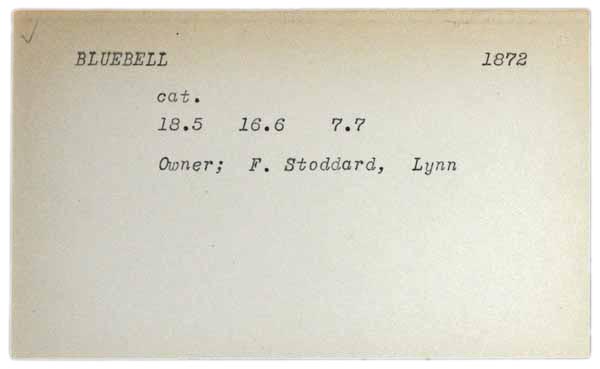 BLUEBELL 1872
cat.
18.5 16.6 7.7
Owner; F. Stoddard, Lynn